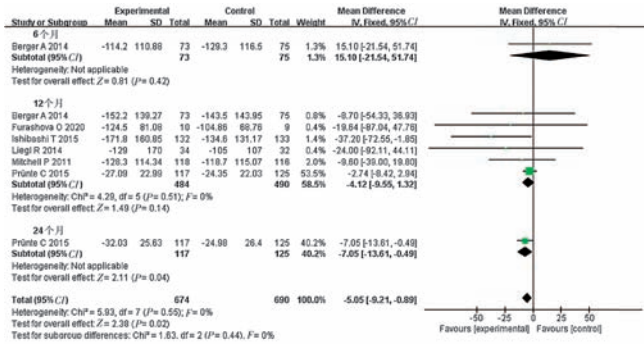 Experimental Control Mean Difference Mean Difference
Study or Subgroup Mean SD Total Mean SD Total Weight IV, Fixed, 95% CI IV, Fixed, 95% CI
6个月
Berger A 2014 -114.2 110.88 73 -129.3 116.5 75 1.3% 15.10 [-21.54, 51.74]
Subtotal (95% CI) 73 75 1.3% 15.10 [-21.54, 51.74]
Heterogeneity: Not applicable
Test for overall effect: Z = 0.81 (P = 0.42)
12个月
Berger A 2014 -152.2 139.27 73 -143.5 143.95 75 0.8% -8.70 [-54.33, 36.93]
Furashova O 2020 -124.5 81.08 10 -104.86 68.76 9 0.4% -19.64 [-87.04, 47.76]
Ishibashi T 2015 -171.8 160.85 132 -134.6 131.17 133 1.4% -37.20 [-72.55, -1.85]
Liegl R 2014 -129 170 34 -105 107 32 0.4% -24.00 [-92.11, 44.11]
Mitchell P 2011 -128.3 114.34 118 -118.7 115.07 116 2.0% -9.60 [-39.00, 19.80]
Prünte C 2015 -27.09 22.99 117 -24.35 22.03 125 53.5% -2.74 [-8.42, 2.94]
Subtotal (95% CI) 484 490 58.5% -4.12 [-9.55, 1.32]
Heterogeneity: Chi² = 4.29, df = 5 (P = 0.51); I² = 0%
Test for overall effect: Z = 1.49 (P = 0.14)
24个月
Prünte C 2015 -32.03 25.63 117 -24.98 26.4 125 40.2% -7.05 [-13.61, -0.49]
Subtotal (95% CI) 117 125 40.2% -7.05 [-13.61, -0.49]
Heterogeneity: Not applicable
Test for overall effect: Z = 2.11 (P = 0.04)
Total (95% CI) 674 690 100.0% -5.05 [-9.21, -0.89]
Heterogeneity: Chi² = 5.93, df = 7 (P = 0.55); I² = 0%
Test for overall effect: Z = 2.38 (P = 0.02)
Test for subgroup differences: Chi² = 1.63, df = 2 (P = 0.44), I² = 0%
-50 -25 0 25 50
Favours [experimental] Favours [control]